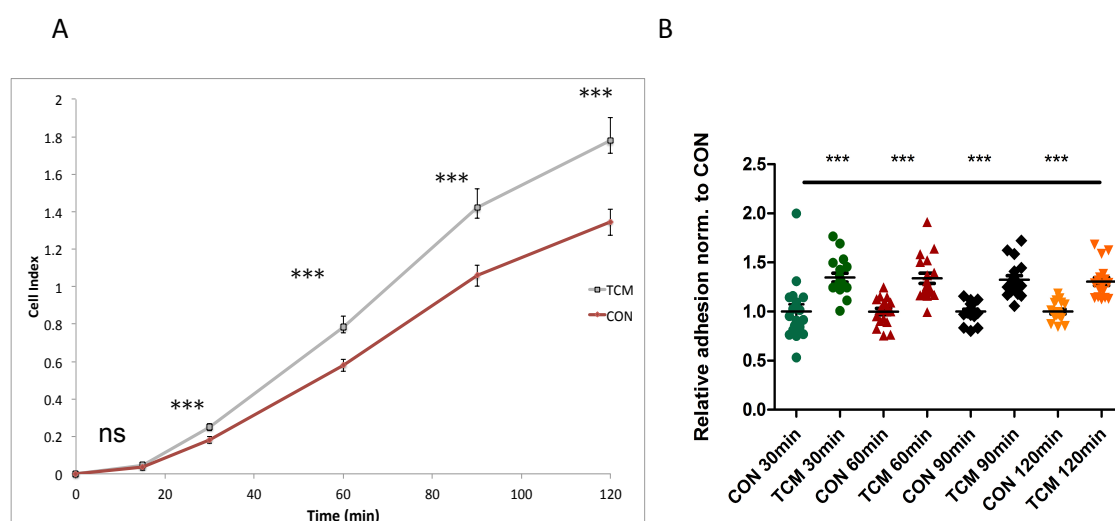 A
B
Cell Index
2
1.8
1.6
1.4
1.2
1
0.8
0.6
0.4
0.2
0
ns
***
***
***
***
TCM
CON
0
20
40
60
80
100
120
Time (min)
Relative adhesion norm. to CON
2.5
2.0
1.5
1.0
0.5
0.0
*** *** *** ***
CON 30min
TCM 30min
CON 60min
TCM 60min
CON 90min
TCM 90min
CON 120min
TCM 120min